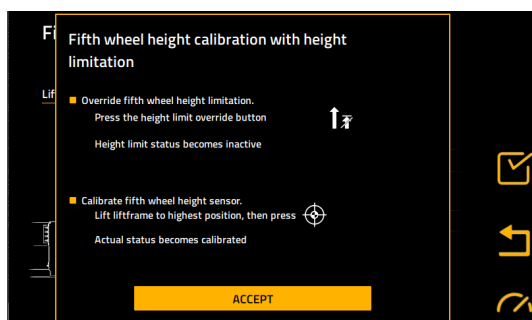 Fi
Fifth wheel height calibration with height
limitation
Lif
Override fifth wheel height limitation.
Press the height limit override button
Height limit status becomes inactive
Calibrate fifth wheel height sensor.
Lift liftframe to highest position, then press
Actual status becomes calibrated
ACCEPT